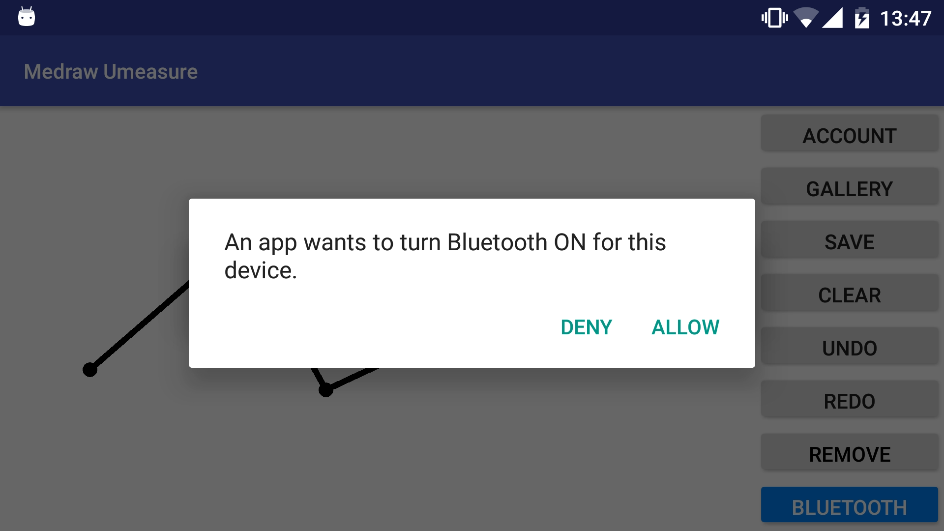 13:47
Medraw Umeasure
ACCOUNT
GALLERY
An app wants to turn Bluetooth ON for this
device.
DENY
ALLOW
SAVE
CLEAR
UNDO
REDO
REMOVE
BLUETOOTH